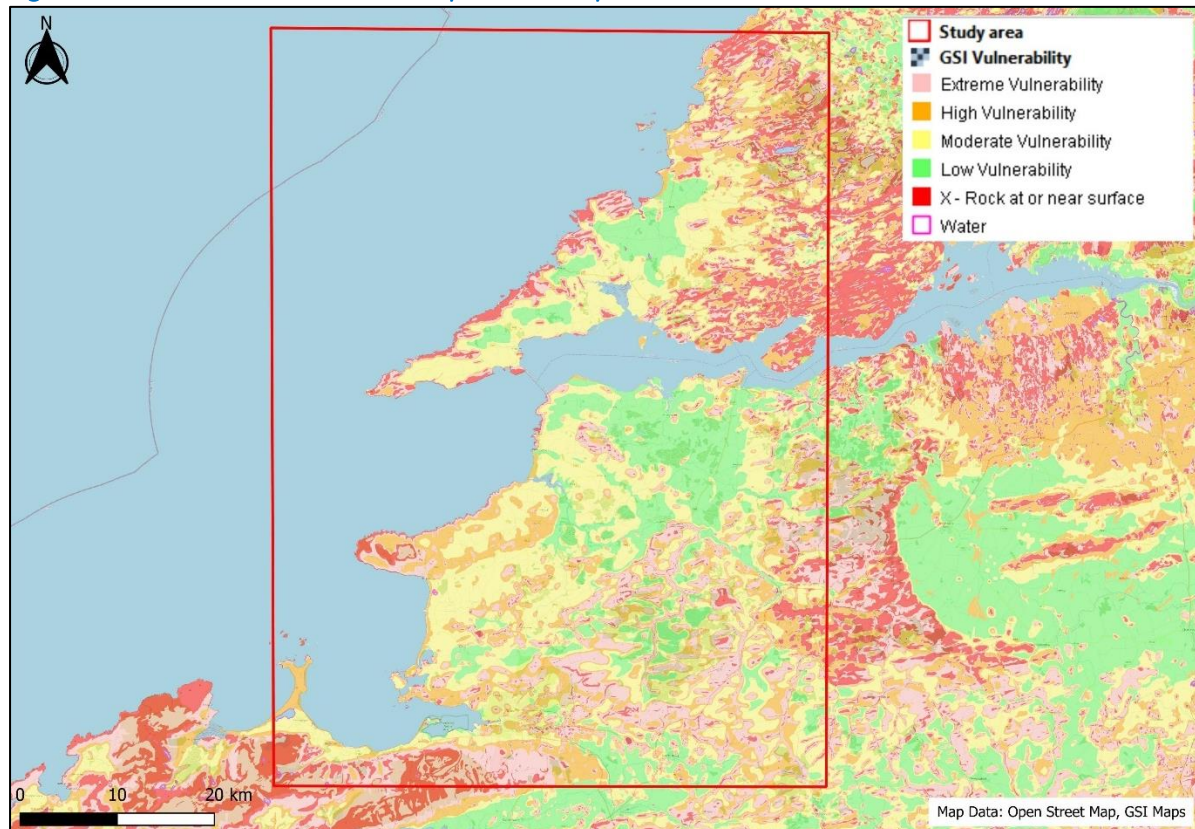 N
Study area
GSI Vulnerability
Extreme Vulnerability
High Vulnerability
Moderate Vulnerability
Low Vulnerability
X - Rock at or near surface
Water
0 10 20 km
Map Data: Open Street Map, GSI Maps